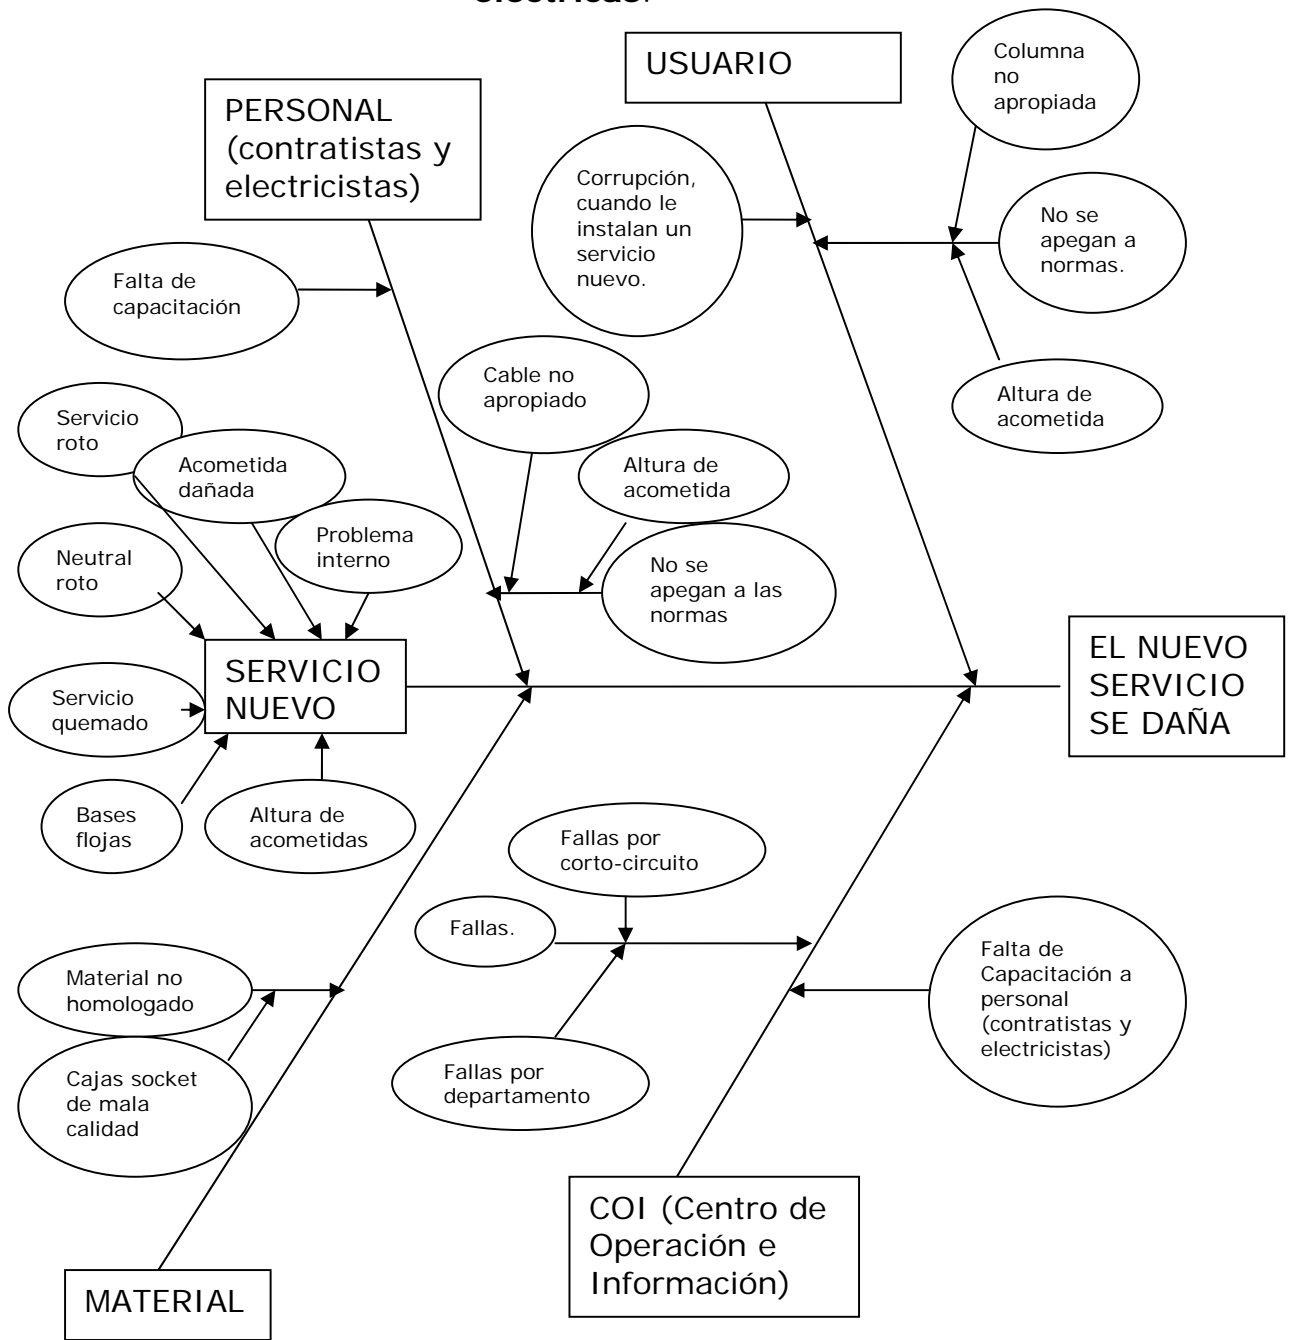 USUARIO
Columna
no
apropiada
PERSONAL
(contratistas y
electricistas)
Corrupción,
cuando le
instalan un
servicio
nuevo.
No se
apegan a
normas.
Falta de
capacitación
Altura de
acometida
Cable no
apropiado
Servicio
roto
Acometida
dañada
Altura de
acometida
Problema
interno
Neutral
roto
No se
apegan a las
normas
SERVICIO
NUEVO
EL NUEVO
SERVICIO
SE DAÑA
Servicio
quemado
Bases
flojas
Altura de
acometidas
Fallas por
corto-circuito
Fallas.
Falta de
Capacitación a
personal
(contratistas y
electricistas)
Material no
homologado
Cajas socket
de mala
calidad
Fallas por
departamento
COI (Centro de
Operación e
Información)
MATERIAL